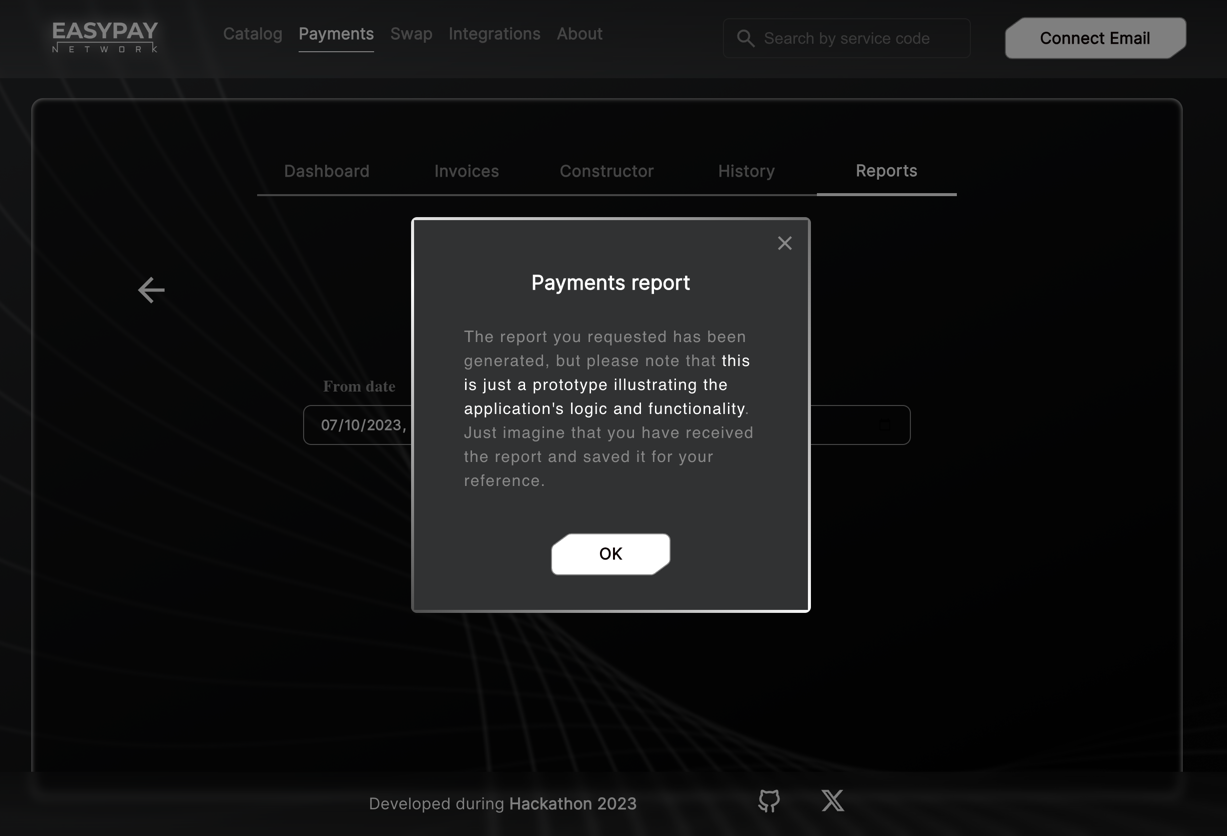 EASYPAY
NETWORK
Catalog Payments Swap Integrations About
Search by service code
Connect Email
Dashboard Invoices Constructor History Reports
Payments report
The report you requested has been
generated, but please note that this
is just a prototype illustrating the
application's logic and functionality.
Just imagine that you have received
the report and saved it for your
reference.
From date
07/10/2023,
OK
Developed during Hackathon 2023